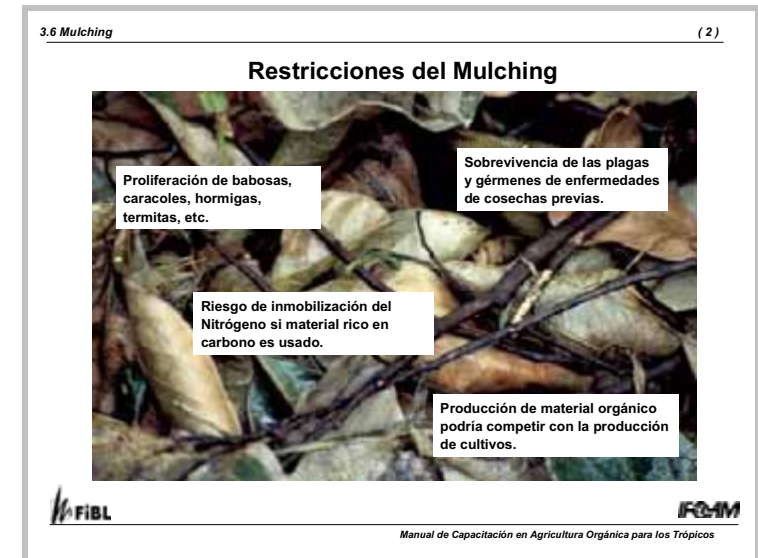 3.6 Mulching
( 2 )
Restricciones del Mulching
Proliferación de babosas,
caracoles, hormigas,
termitas, etc.
Sobrevivencia de las plagas
y gérmenes de enfermedades
de cosechas previas.
Riesgo de inmobilización del
Nitrógeno si material rico en
carbono es usado.
Producción de material orgánico
podría competir con la producción
de cultivos.
FiBL
IFOAM
Manual de Capacitación en Agricultura Orgánica para los Trópicos